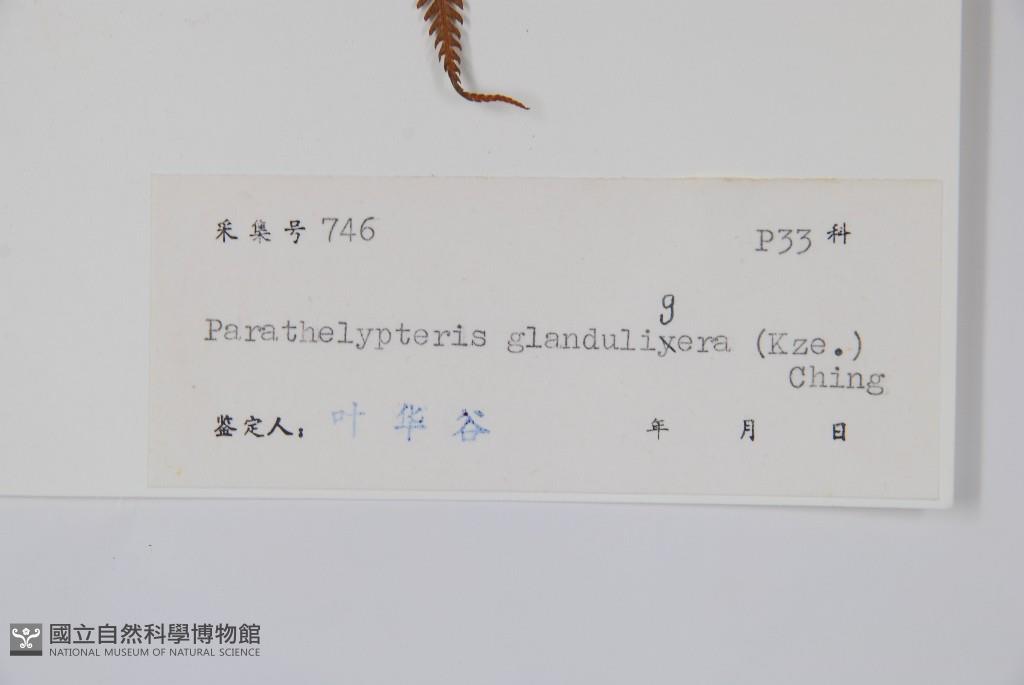 采集号 746 P33 科
g
Parathelypteris glandulixera (Kze.)
Ching
鉴定人: 叶华谷 年 月 日
國立自然科學博物館
NATIONAL MUSEUM OF NATURAL SCIENCE